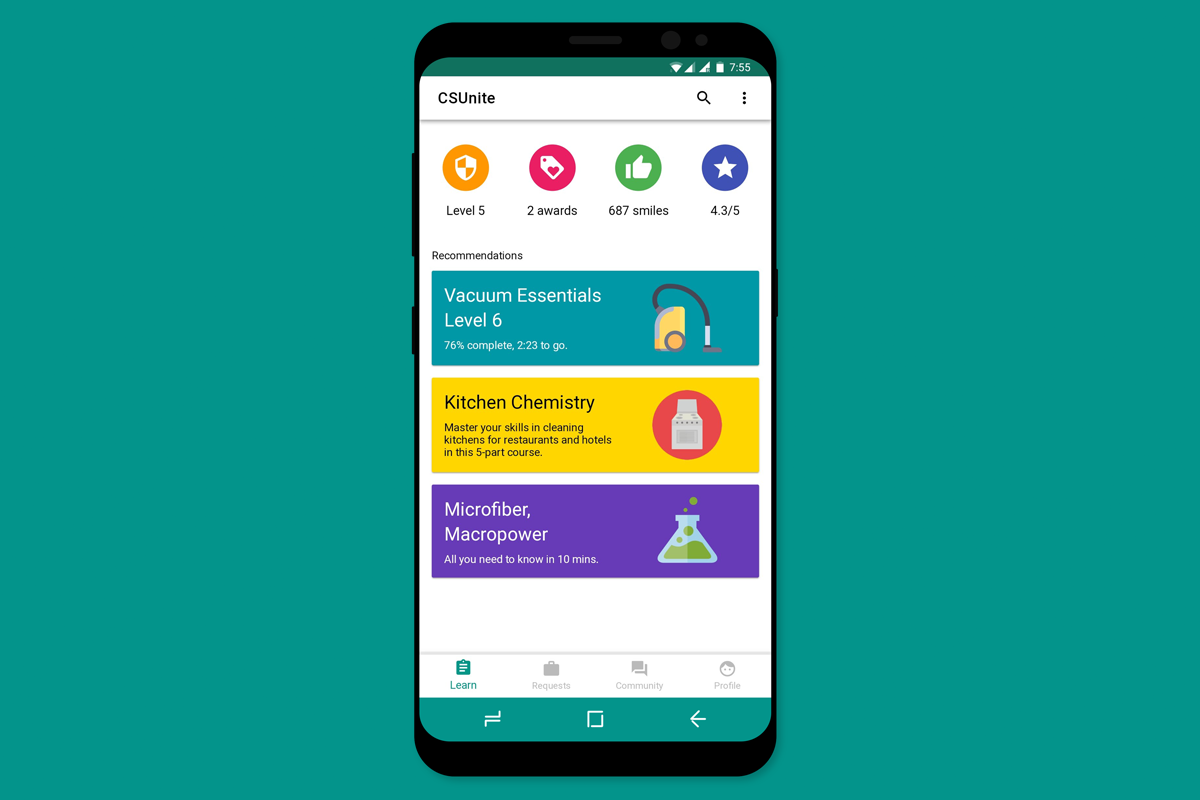 7:55
CSUnite
Level 5
2 awards
687 smiles
4.3/5
Recommendations
Vacuum Essentials
Level 6
76% complete, 2:23 to go.
Kitchen Chemistry
Master your skills in cleaning
kitchens for restaurants and hotels
in this 5-part course.
Microfiber,
Macropower
All you need to know in 10 mins.
Learn
Requests
Community
Profile